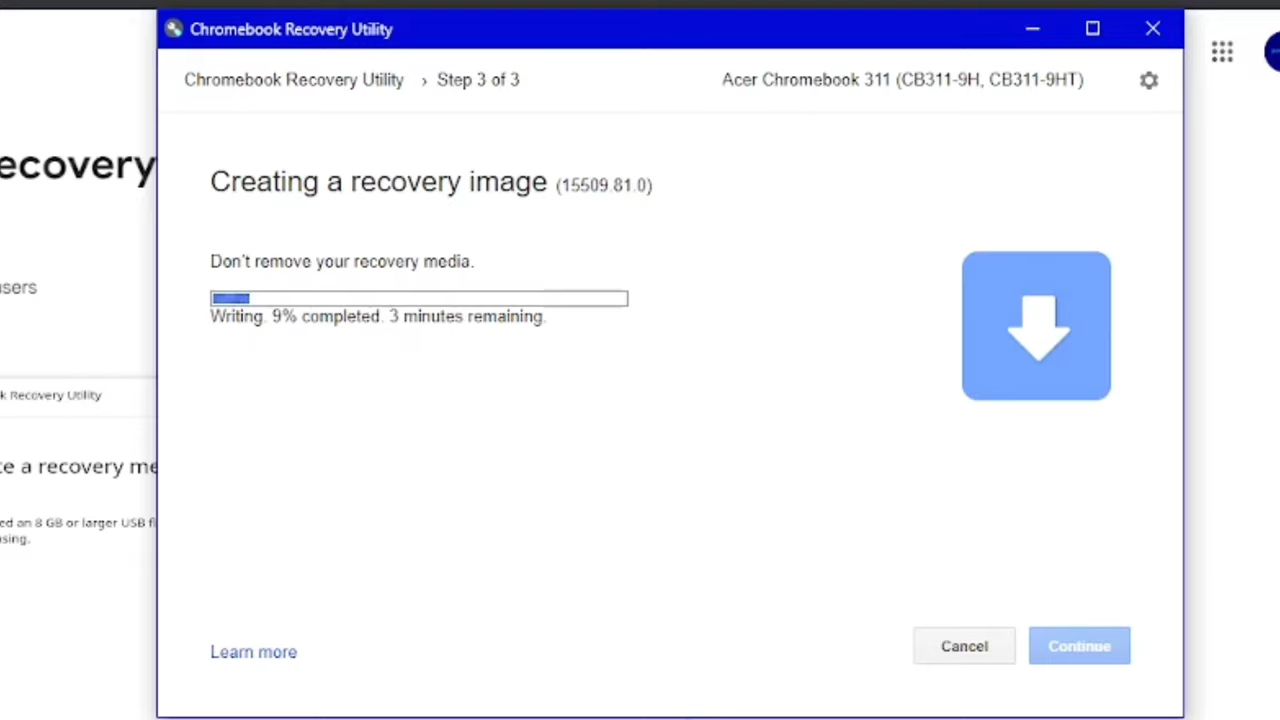 Chromebook Recovery Utility
Chromebook Recovery Utility › Step 3 of 3
Acer Chromebook 311 (CB311-9H, CB311-9HT)
ecovery
Creating a recovery image (15509.81.0)
Don't remove your recovery media.
sers
Writing. 9% completed. 3 minutes remaining.
k Recovery Utility
te a recovery me
ed an 8 GB or larger USB fl
sing.
Learn more
Cancel
Continue